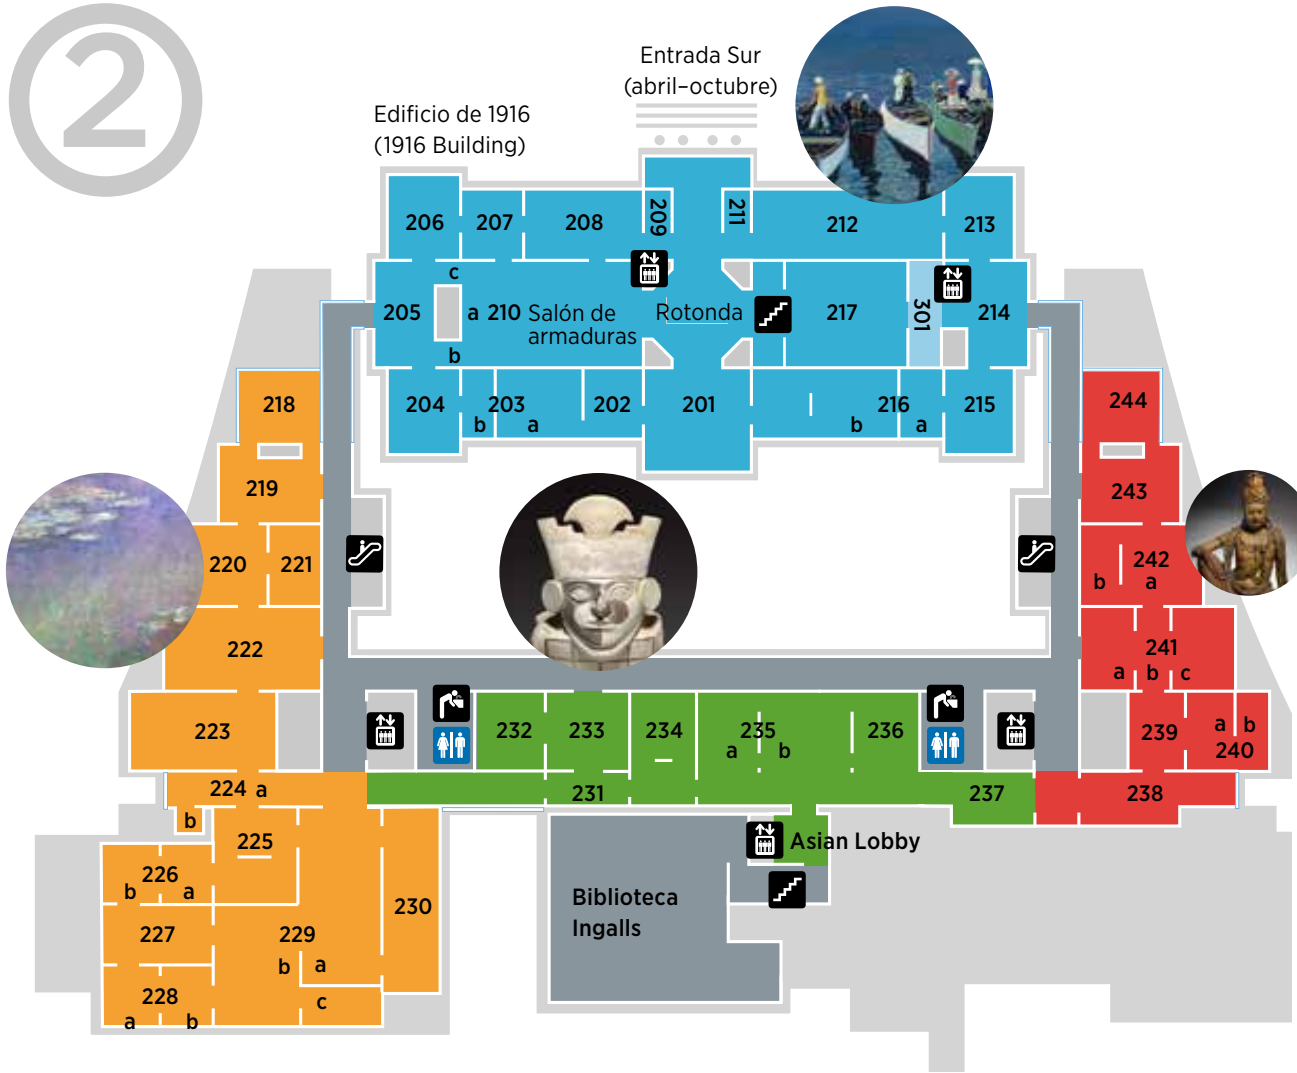 2
Entrada Sur
(abril–octubre)
Edificio de 1916
(1916 Building)
206
207
208
209
211
212
213
c
205
a
210
Salón de
armaduras
Rotonda
217
301
214
b
204
203
b
a
202
201
216
b
a
215
218
219
220
221
222
223
224
a
b
225
226
b
a
227
228
a
b
229
b
a
c
230
232
233
234
235
a
b
236
231
237
Asian Lobby
Biblioteca
Ingalls
244
243
242
b
a
241
a
b
c
239
a
b
240
238